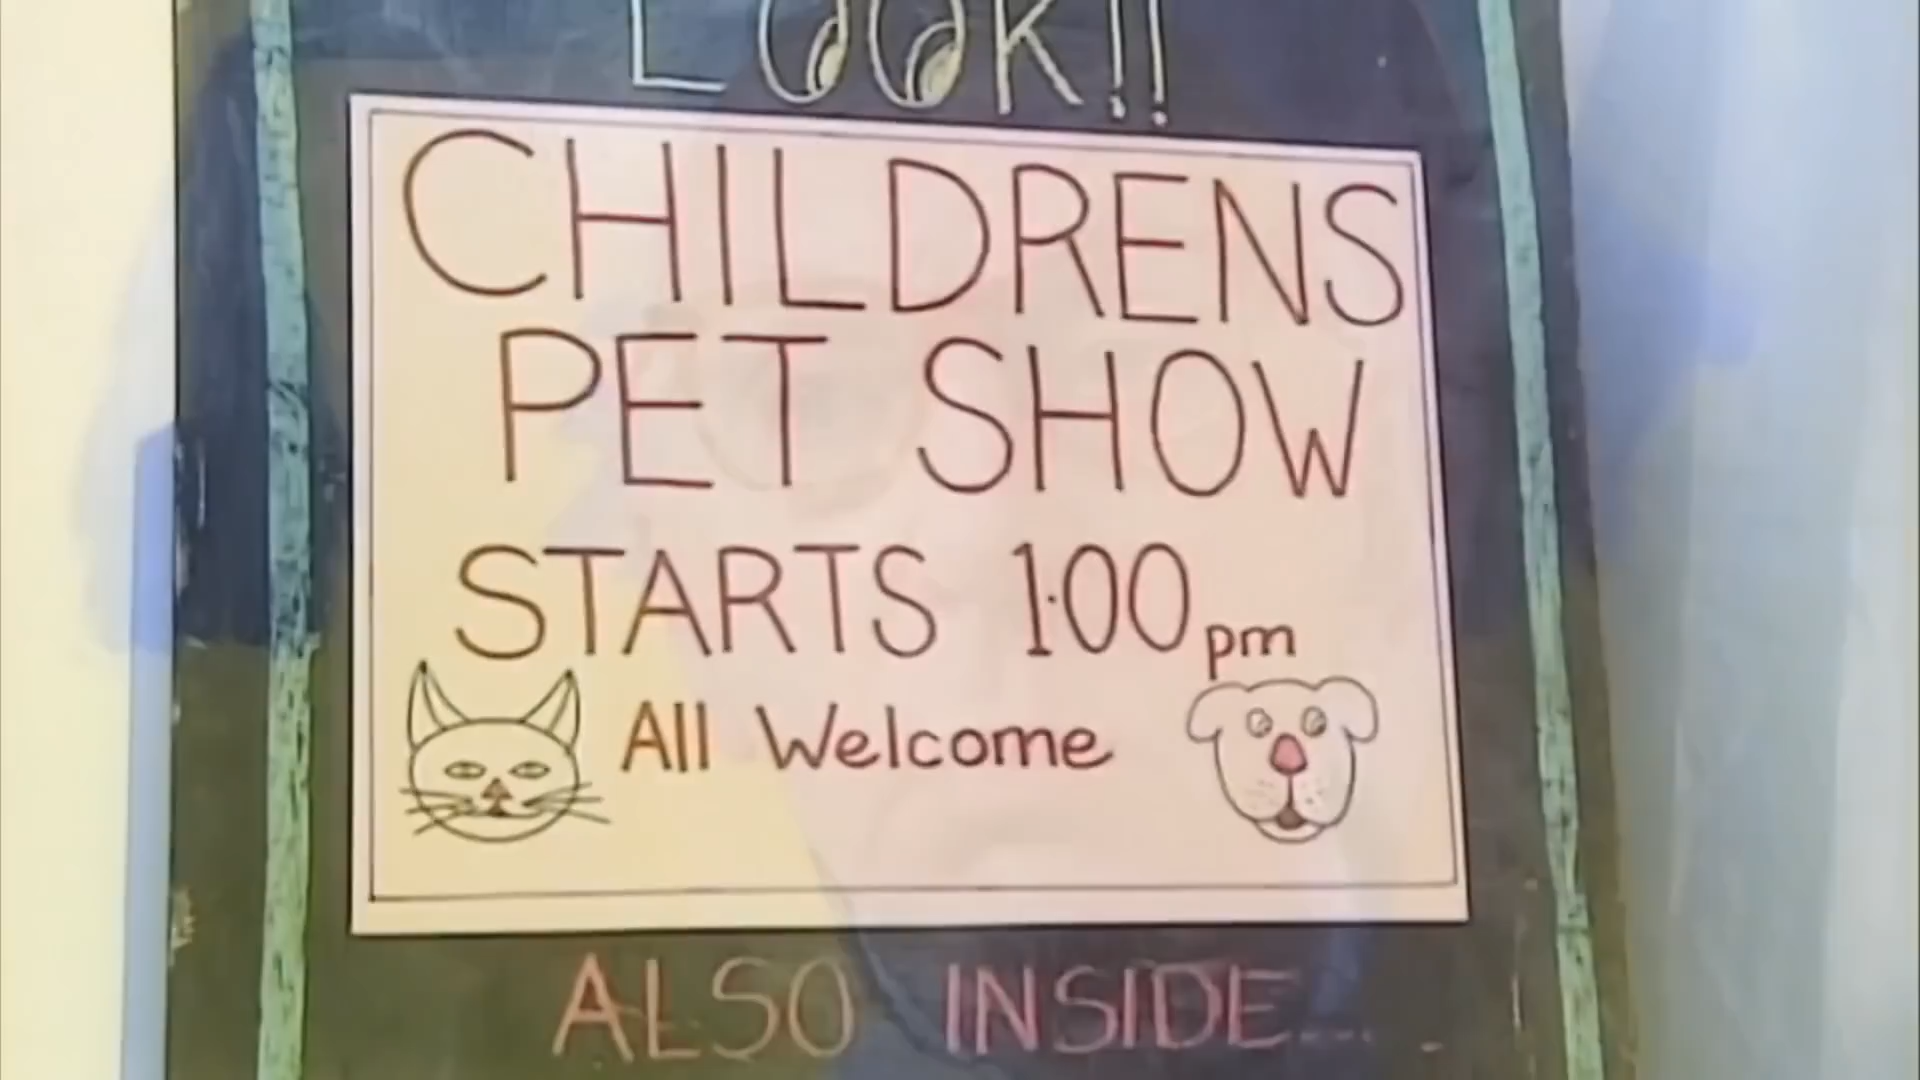 Look!!
CHILDRENS
PET SHOW
STARTS 1·00 pm
All Welcome
ALSO INSIDE....